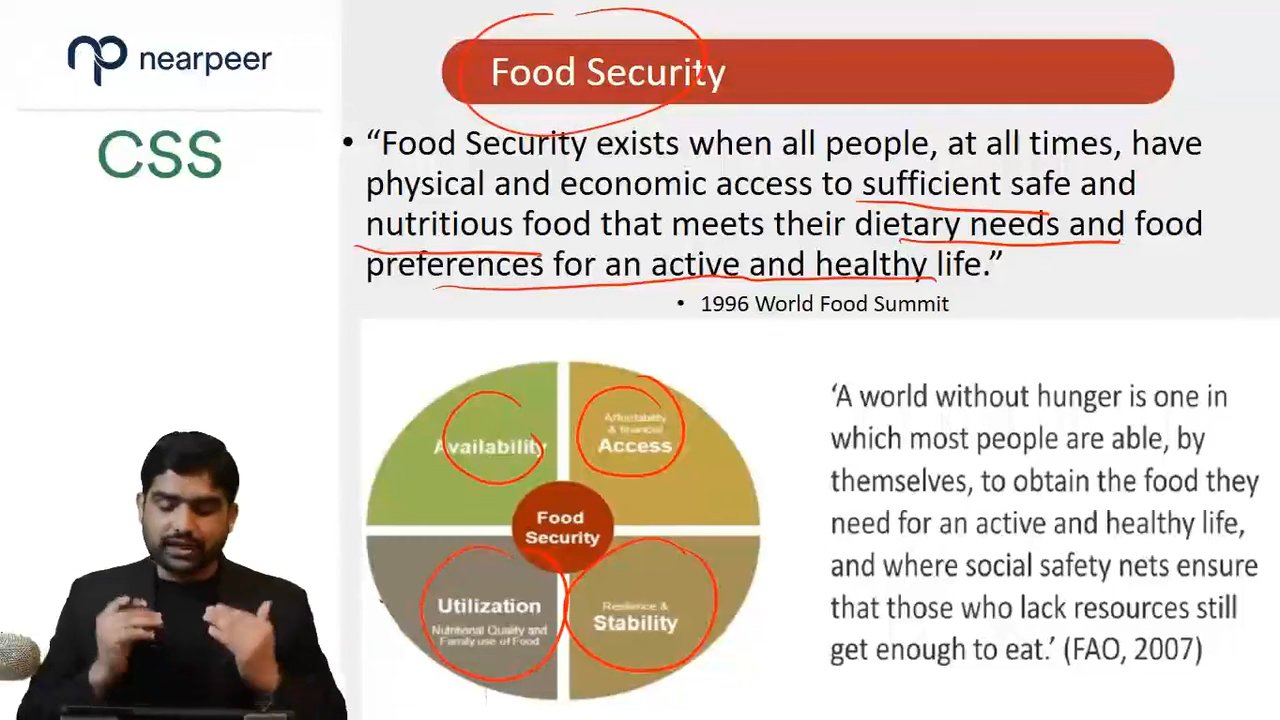 nearpeer
CSS
Food Security
• “Food Security exists when all people, at all times, have
physical and economic access to sufficient safe and
nutritious food that meets their dietary needs and food
preferences for an active and healthy life.”
• 1996 World Food Summit
Availability
Affordability
& financial
Access
Food
Security
Utilization
Nutritional Quality and
Family use of Food
Resilience &
Stability
‘A world without hunger is one in
which most people are able, by
themselves, to obtain the food they
need for an active and healthy life,
and where social safety nets ensure
that those who lack resources still
get enough to eat.’ (FAO, 2007)